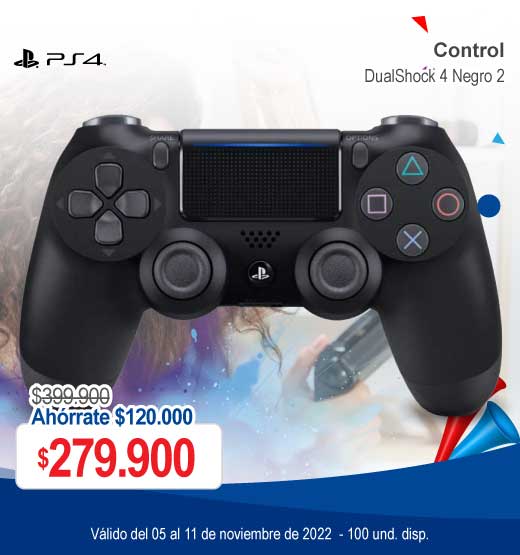 PS4
Control
DualShock 4 Negro 2
SHARE
OPTIONS
$399.900
Ahórrate $120.000
$279.900
Válido del 05 al 11 de noviembre de 2022 - 100 und. disp.